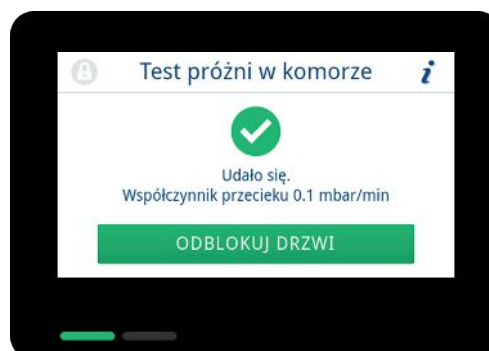 Test próżni w komorze
Udało się.
Współczynnik przecieku 0.1 mbar/min
ODBLOKUJ DRZWI